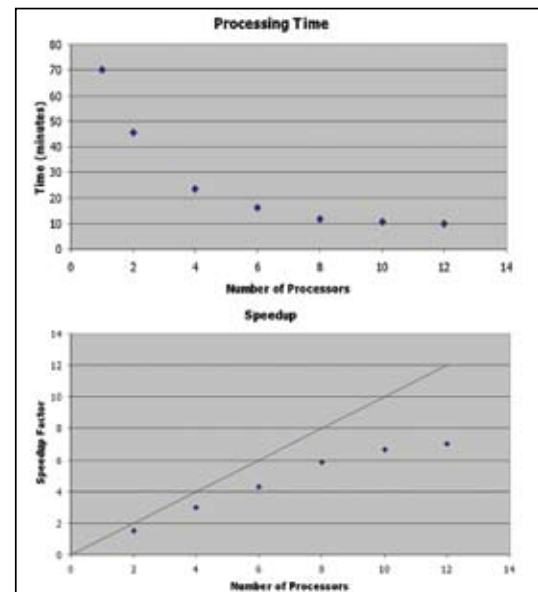 Processing Time
80
70
60
50
40
30
20
10
0
Time (minutes)
0 2 4 6 8 10 12 14
Number of Processors
Speedup
14
12
10
8
6
4
2
0
Speedup Factor
0 2 4 6 8 10 12 14
Number of Processors